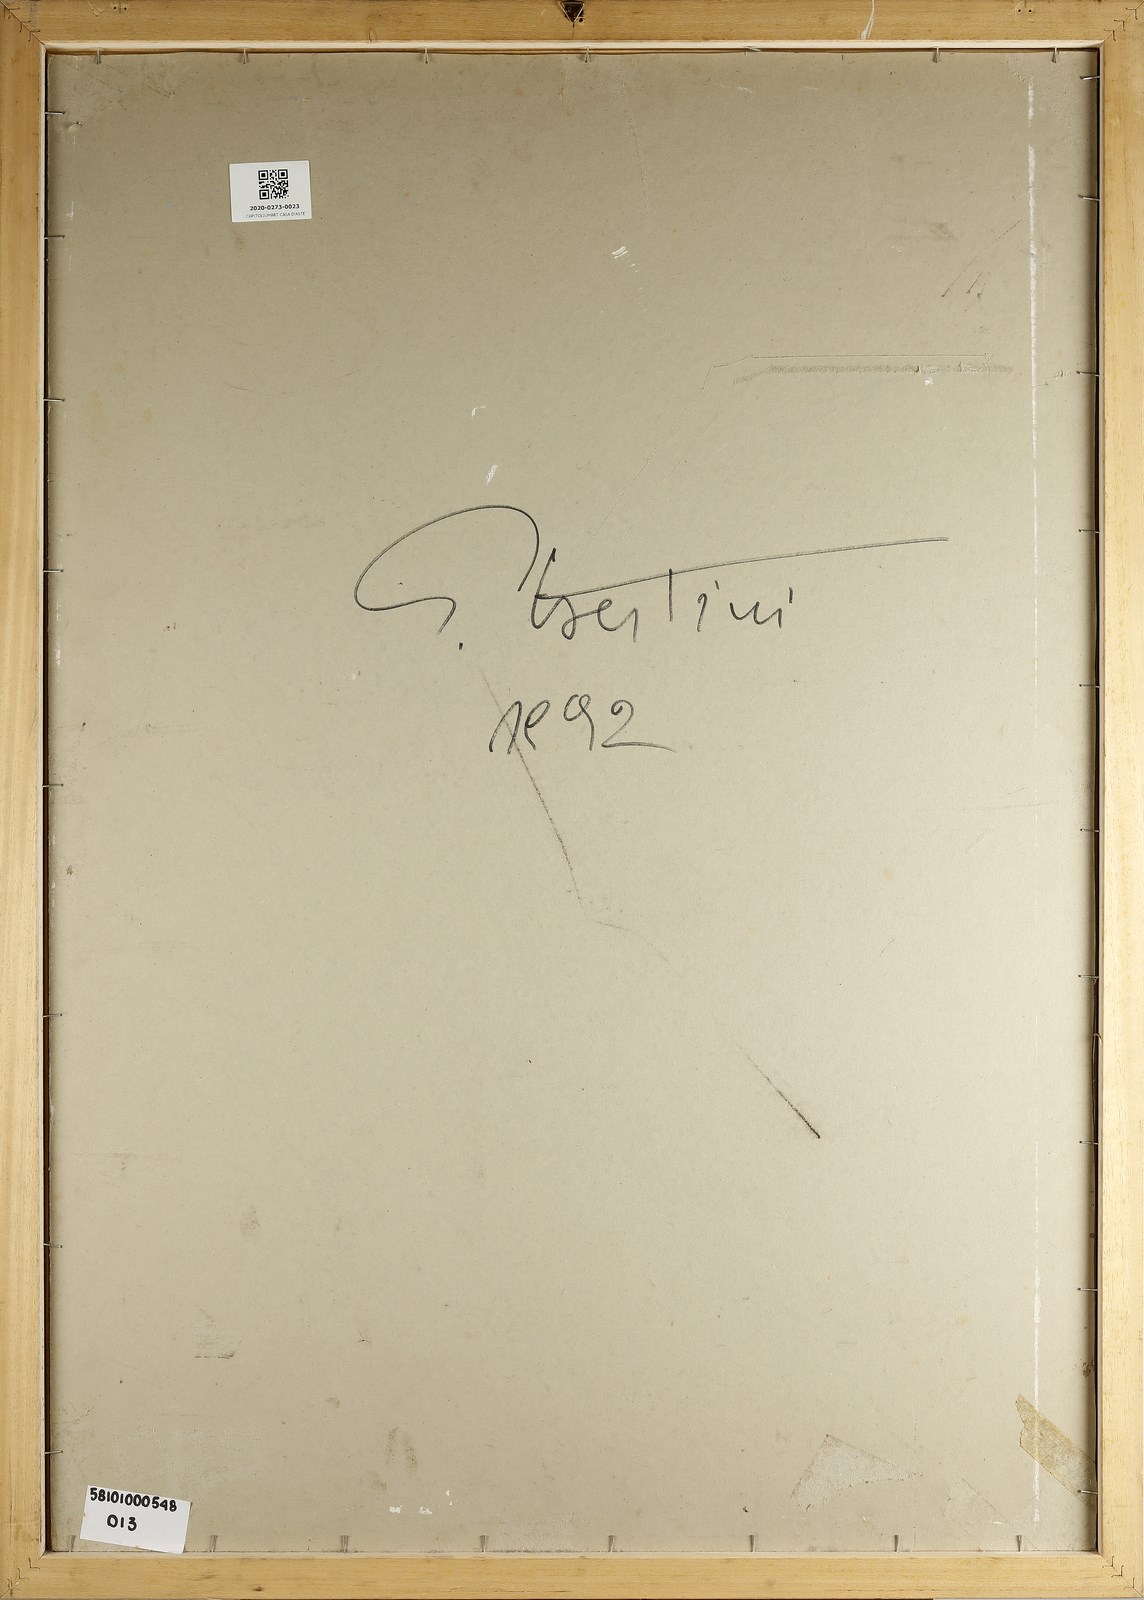 2020-0273-0023
CAPITOLIUMART CASA D'ASTE
G. Bertini
1992
58101000548
013